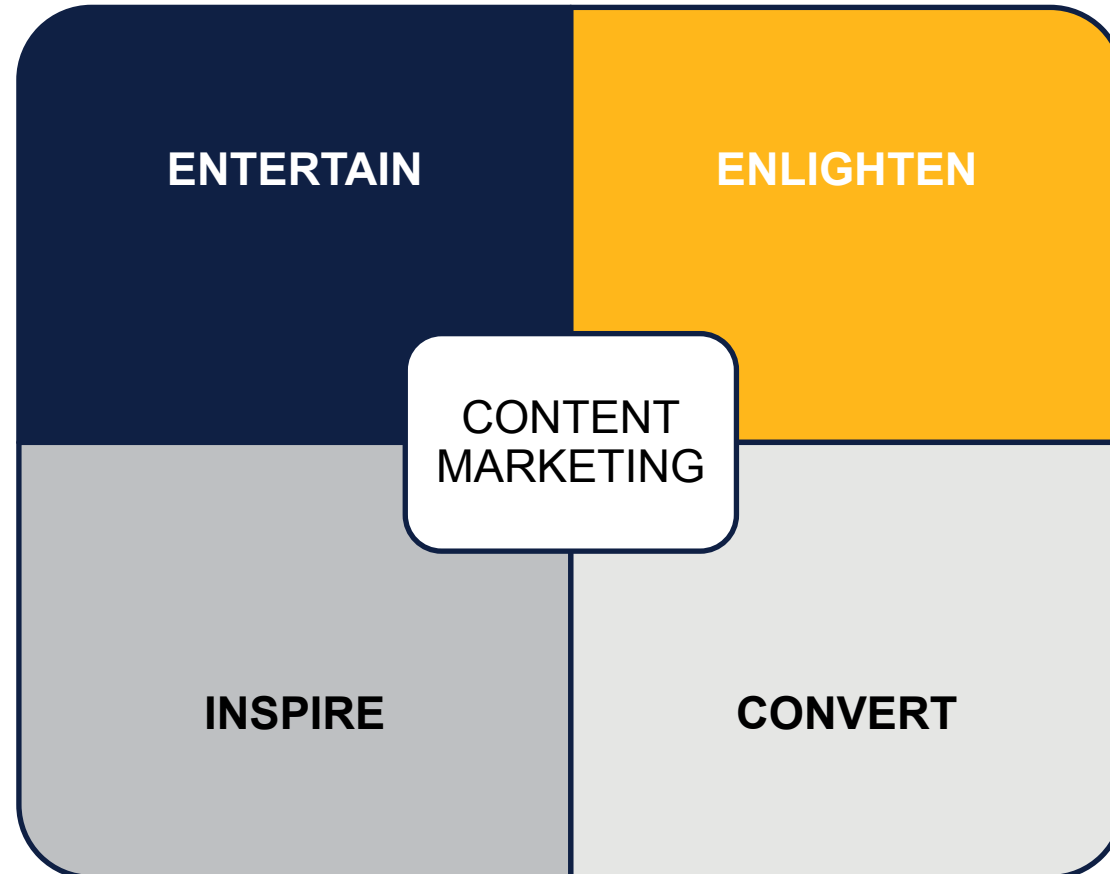 ENTERTAIN
ENLIGHTEN
CONTENT
MARKETING
INSPIRE
CONVERT